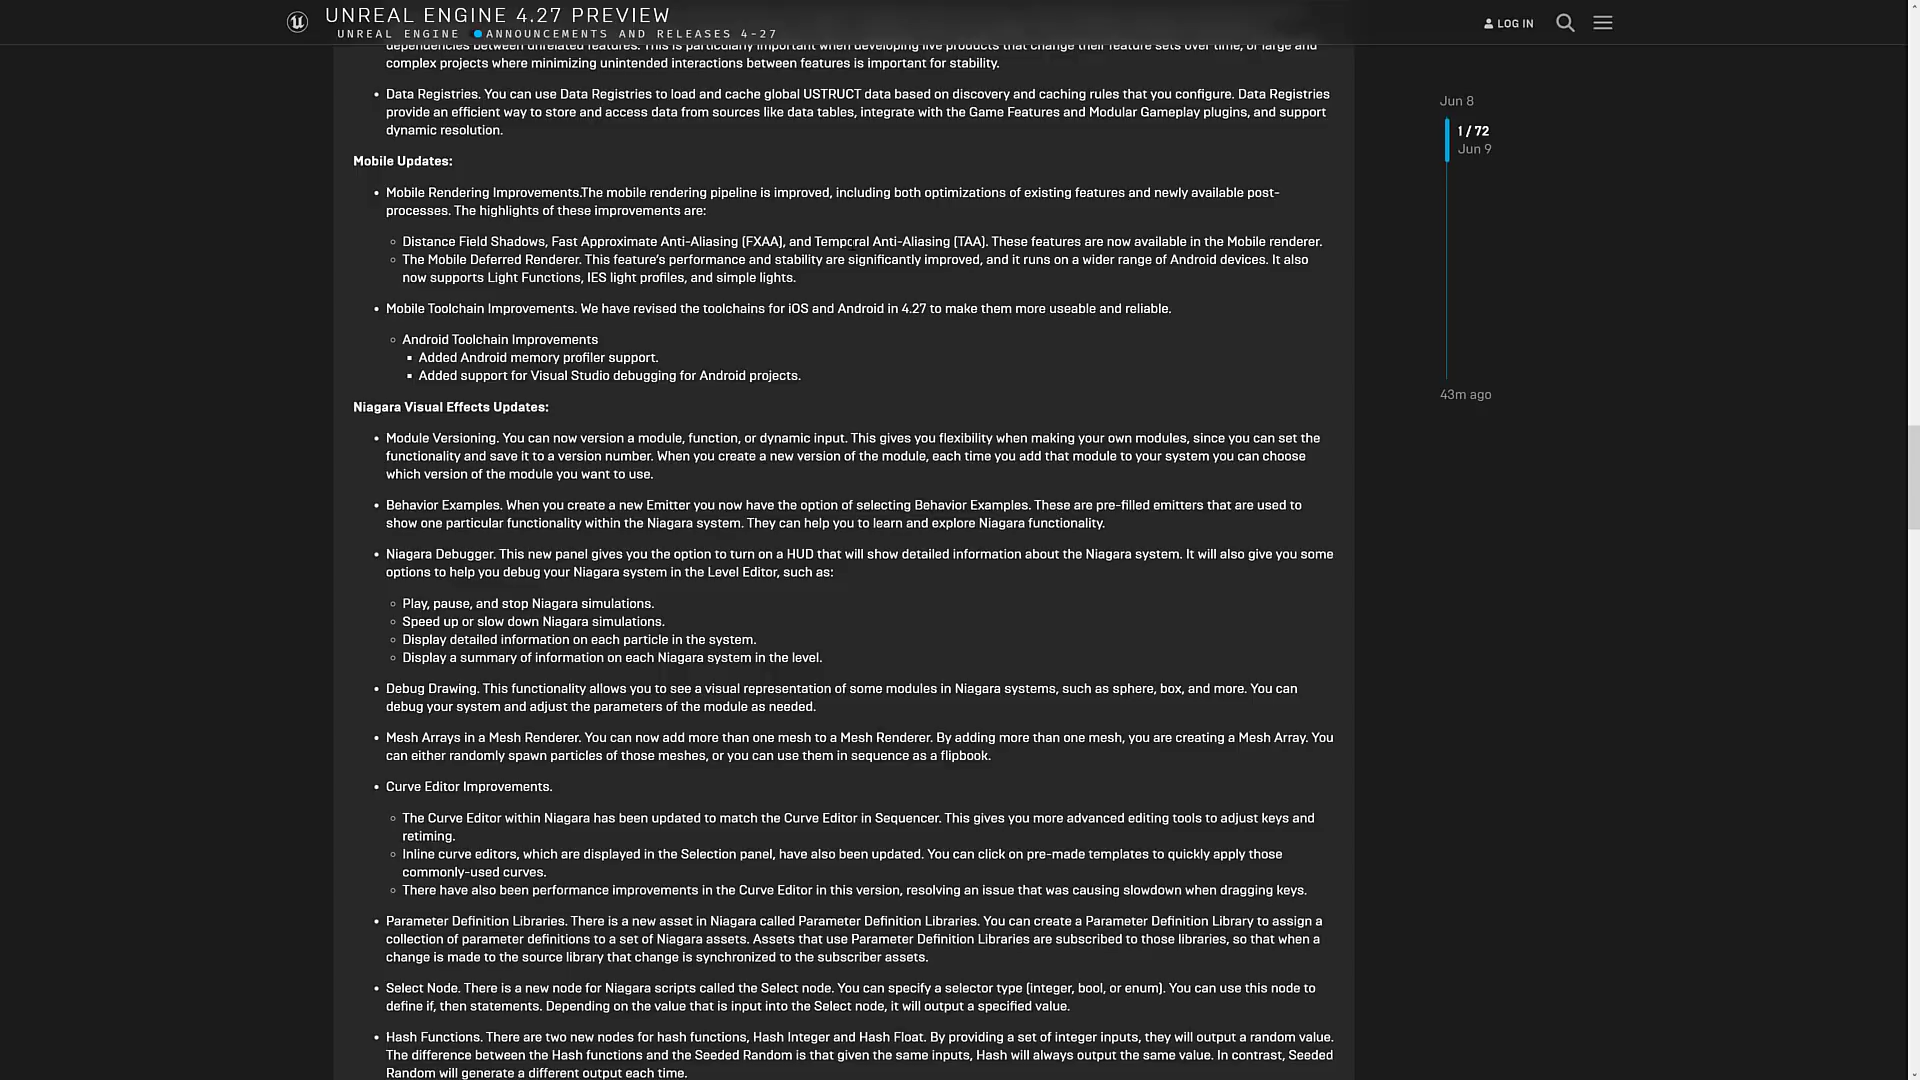 UNREAL ENGINE 4.27 PREVIEW
UNREAL ENGINE ANNOUNCEMENTS AND RELEASES 4-27
LOG IN
dependencies between unrelated features. This is particularly important when developing live products that change their feature sets over time, or large and
complex projects where minimizing unintended interactions between features is important for stability.
• Data Registries. You can use Data Registries to load and cache global USTRUCT data based on discovery and caching rules that you configure. Data Registries
provide an efficient way to store and access data from sources like data tables, integrate with the Game Features and Modular Gameplay plugins, and support
dynamic resolution.
Mobile Updates:
• Mobile Rendering Improvements.The mobile rendering pipeline is improved, including both optimizations of existing features and newly available post-
processes. The highlights of these improvements are:
◦ Distance Field Shadows, Fast Approximate Anti-Aliasing (FXAA), and Temporal Anti-Aliasing (TAA). These features are now available in the Mobile renderer.
◦ The Mobile Deferred Renderer. This feature's performance and stability are significantly improved, and it runs on a wider range of Android devices. It also
now supports Light Functions, IES light profiles, and simple lights.
• Mobile Toolchain Improvements. We have revised the toolchains for iOS and Android in 4.27 to make them more useable and reliable.
◦ Android Toolchain Improvements
▪ Added Android memory profiler support.
▪ Added support for Visual Studio debugging for Android projects.
Niagara Visual Effects Updates:
• Module Versioning. You can now version a module, function, or dynamic input. This gives you flexibility when making your own modules, since you can set the
functionality and save it to a version number. When you create a new version of the module, each time you add that module to your system you can choose
which version of the module you want to use.
• Behavior Examples. When you create a new Emitter you now have the option of selecting Behavior Examples. These are pre-filled emitters that are used to
show one particular functionality within the Niagara system. They can help you to learn and explore Niagara functionality.
• Niagara Debugger. This new panel gives you the option to turn on a HUD that will show detailed information about the Niagara system. It will also give you some
options to help you debug your Niagara system in the Level Editor, such as:
◦ Play, pause, and stop Niagara simulations.
◦ Speed up or slow down Niagara simulations.
◦ Display detailed information on each particle in the system.
◦ Display a summary of information on each Niagara system in the level.
• Debug Drawing. This functionality allows you to see a visual representation of some modules in Niagara systems, such as sphere, box, and more. You can
debug your system and adjust the parameters of the module as needed.
• Mesh Arrays in a Mesh Renderer. You can now add more than one mesh to a Mesh Renderer. By adding more than one mesh, you are creating a Mesh Array. You
can either randomly spawn particles of those meshes, or you can use them in sequence as a flipbook.
• Curve Editor Improvements.
◦ The Curve Editor within Niagara has been updated to match the Curve Editor in Sequencer. This gives you more advanced editing tools to adjust keys and
retiming.
◦ Inline curve editors, which are displayed in the Selection panel, have also been updated. You can click on pre-made templates to quickly apply those
commonly-used curves.
◦ There have also been performance improvements in the Curve Editor in this version, resolving an issue that was causing slowdown when dragging keys.
• Parameter Definition Libraries. There is a new asset in Niagara called Parameter Definition Libraries. You can create a Parameter Definition Library to assign a
collection of parameter definitions to a set of Niagara assets. Assets that use Parameter Definition Libraries are subscribed to those libraries, so that when a
change is made to the source library that change is synchronized to the subscriber assets.
• Select Node. There is a new node for Niagara scripts called the Select node. You can specify a selector type (integer, bool, or enum). You can use this node to
define if, then statements. Depending on the value that is input into the Select node, it will output a specified value.
• Hash Functions. There are two new nodes for hash functions, Hash Integer and Hash Float. By providing a set of integer inputs, they will output a random value.
The difference between the Hash functions and the Seeded Random is that given the same inputs, Hash will always output the same value. In contrast, Seeded
Random will generate a different output each time.
Jun 8
1 / 72
Jun 9
43m ago